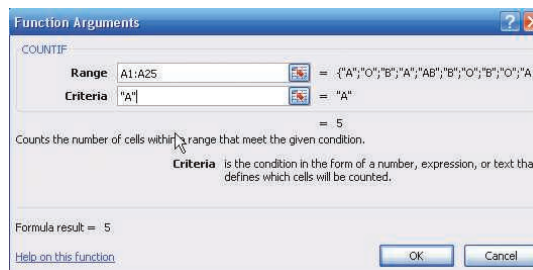 Function Arguments
COUNTIF
Range A1:A25 = {"A";"O";"B";"A";"AB";"B";"O";"B";"O";"A
Criteria "A" = "A"
= 5
Counts the number of cells within a range that meet the given condition.
Criteria is the condition in the form of a number, expression, or text tha
defines which cells will be counted.
Formula result = 5
Help on this function OK Cancel